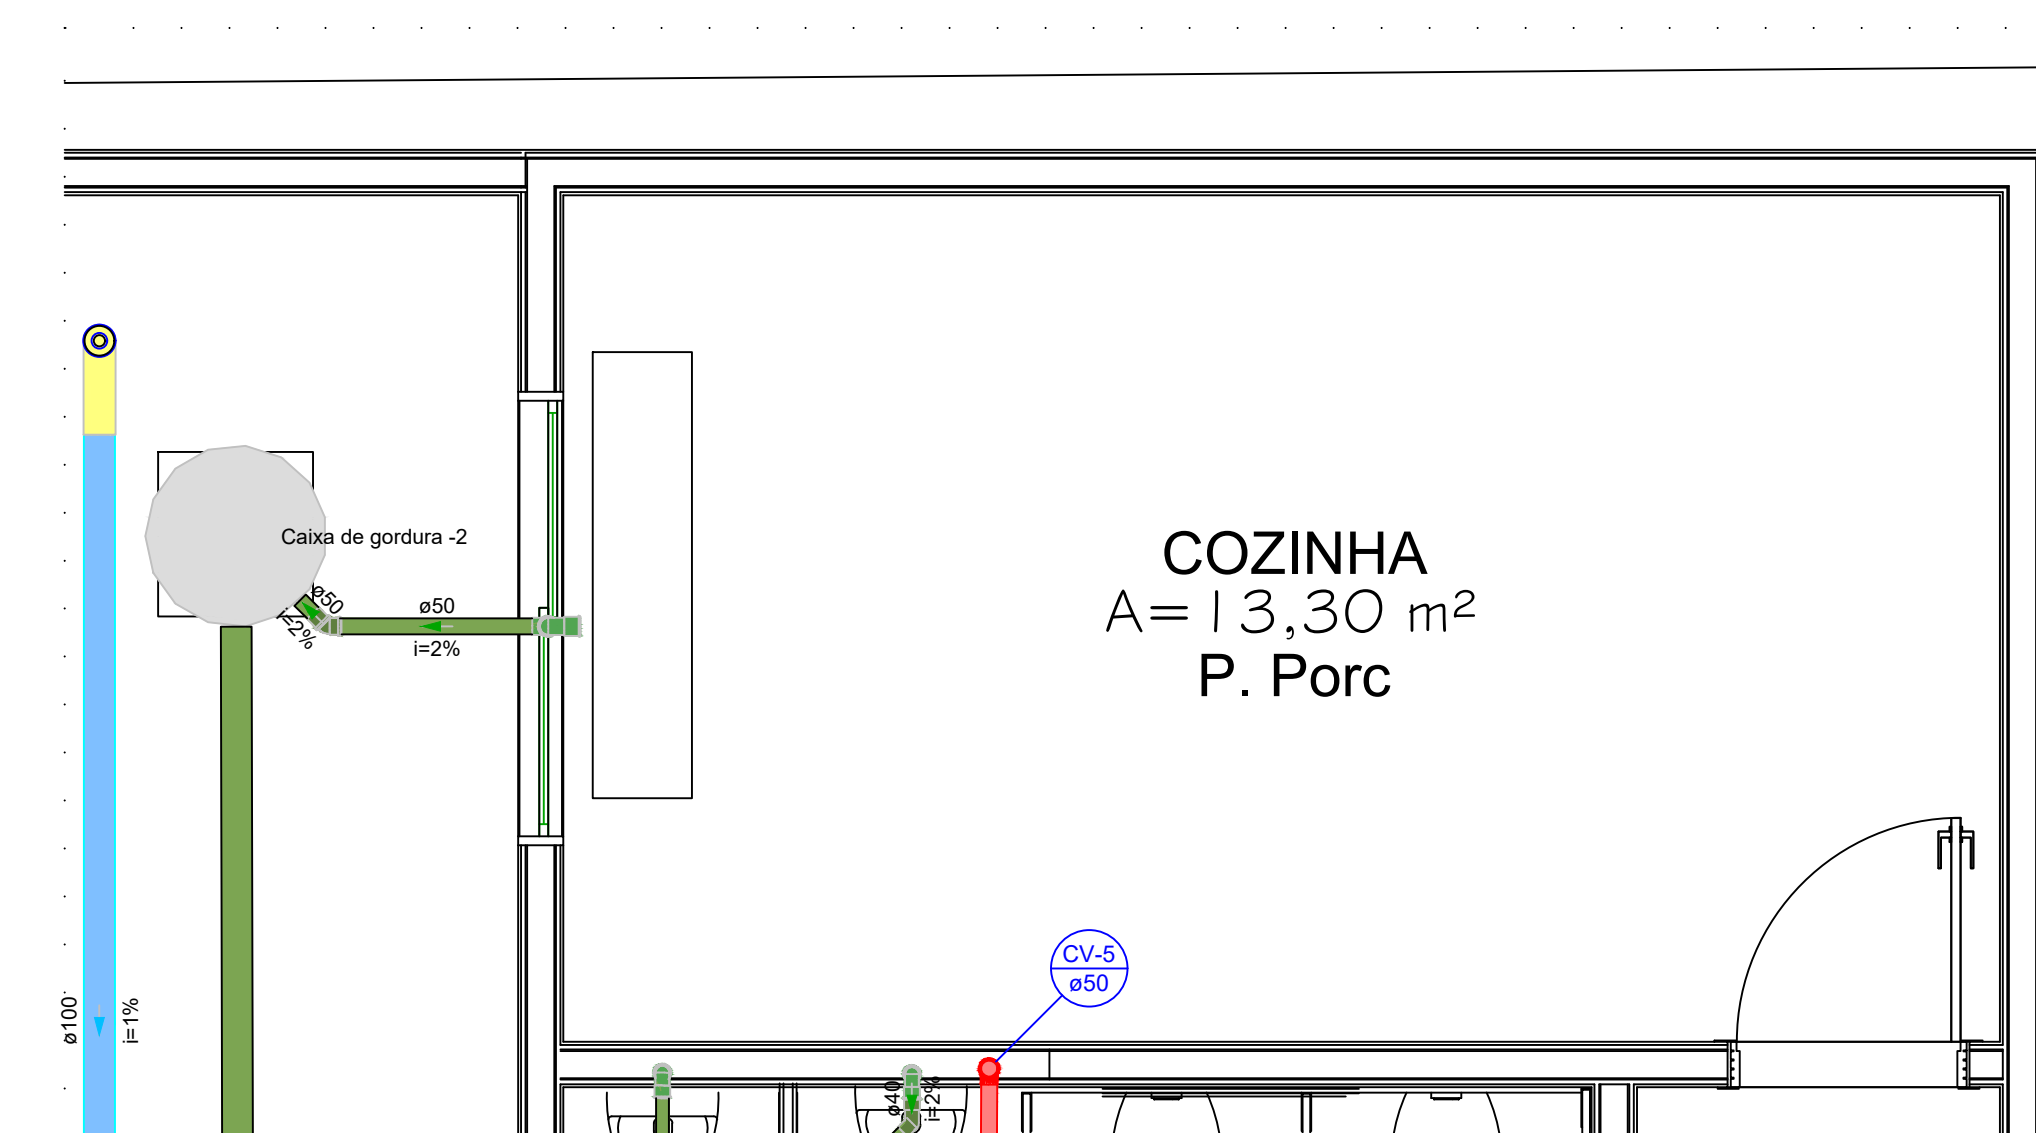 COZINHA
A=13,30 m²
P. Porc
Caixa de gordura -2
ø50
i=2%
ø50
i=2%
CV-5
ø50
ø100
i=1%
ø40
i=2%